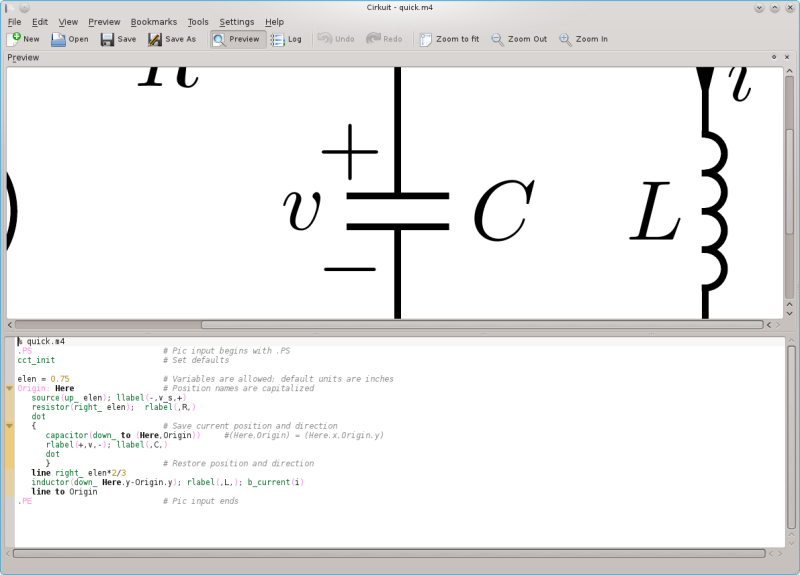 Cirkuit - quick.m4
File Edit View Preview Bookmarks Tools Settings Help
New Open Save Save As Preview Log Undo Redo Zoom to fit Zoom Out Zoom In
Preview
R
i
+
v C L
−
% quick.m4
.PS # Pic input begins with .PS
cct_init # Set defaults
elen = 0.75 # Variables are allowed; default units are inches
Origin: Here # Position names are capitalized
source(up_ elen); llabel(-,v_s,+)
resistor(right_ elen); rlabel(,R,)
dot
{ # Save current position and direction
capacitor(down_ to (Here,Origin)) #(Here,Origin) = (Here.x,Origin.y)
rlabel(+,v,-); llabel(,C,)
dot
} # Restore position and direction
line right_ elen*2/3
inductor(down_ Here.y-Origin.y); rlabel(,L,); b_current(i)
line to Origin
.PE # Pic input ends